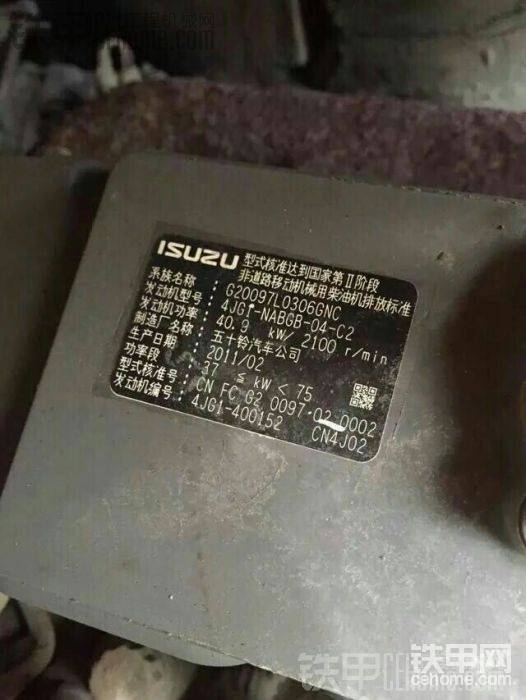 ISUZU
型式核准达到国家第Ⅱ阶段
非道路移动机械用柴油机排放标准
系族名称: G20097L0306GNC
发动机型号: 4JG1-NABGB-04-C2
发动机功率: 40.9 kW/ 2100 r/min
制造厂名称: 五十铃汽车公司
生产日期: 2011/02
功率段: 37 ≦ kW < 75
型式核准号: CN FC G2 0097-02-0002
发动机编号: 4JG1-400152 CN4J02
铁甲网
cehome.com